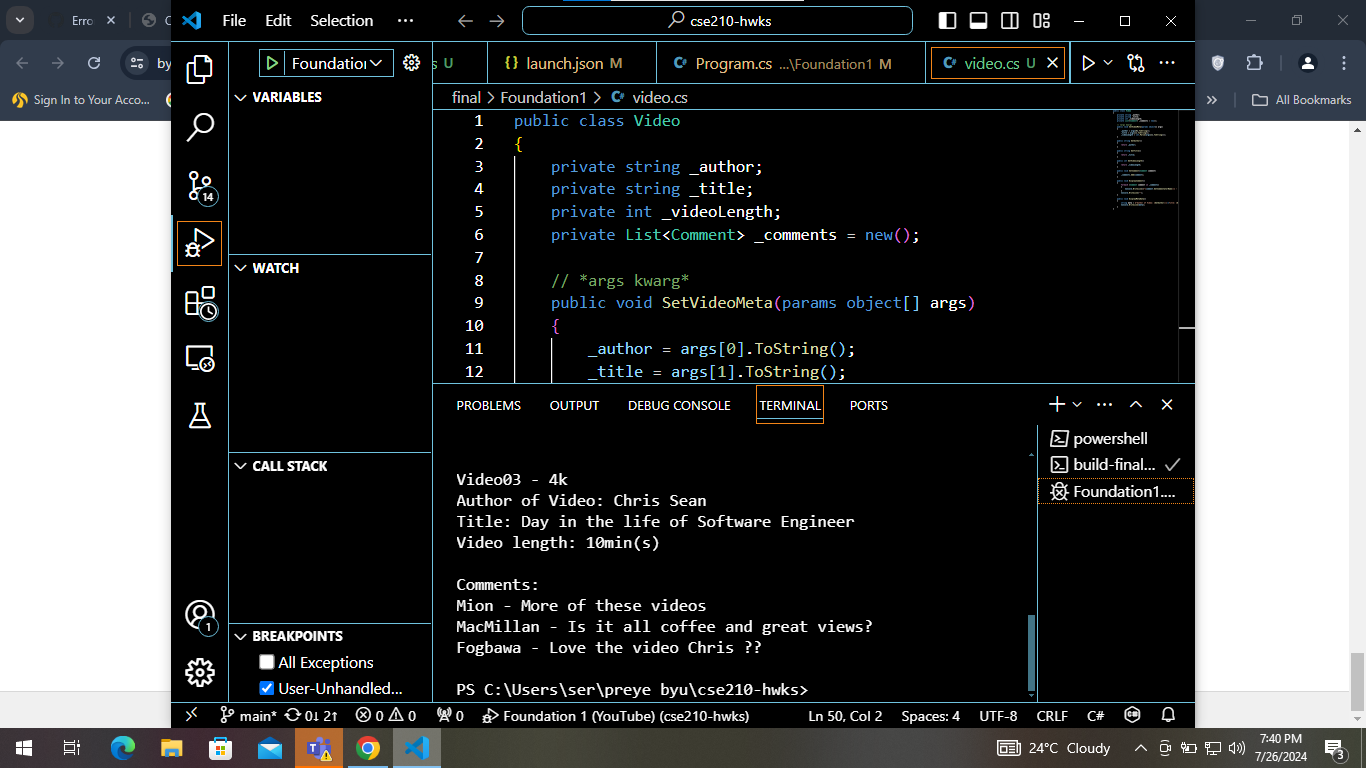 Erro
by
Sign In to Your Acco...
All Bookmarks
File Edit Selection ...
cse210-hwks
Foundation
s U
launch.json M
Program.cs ...\Foundation1 M
video.cs U
final > Foundation1 > video.cs
VARIABLES
WATCH
CALL STACK
BREAKPOINTS
All Exceptions
User-Unhandled...
14
1
1 public class Video
2 {
3 private string _author;
4 private string _title;
5 private int _videoLength;
6 private List<Comment> _comments = new();
7
8 // *args kwarg*
9 public void SetVideoMeta(params object[] args)
10 {
11 _author = args[0].ToString();
12 _title = args[1].ToString();
PROBLEMS OUTPUT DEBUG CONSOLE TERMINAL PORTS
powershell
build-final...
Foundation1....
Video03 - 4k
Author of Video: Chris Sean
Title: Day in the life of Software Engineer
Video length: 10min(s)
Comments:
Mion - More of these videos
MacMillan - Is it all coffee and great views?
Fogbawa - Love the video Chris ??
PS C:\Users\ser\preye byu\cse210-hwks>
main* 0↓ 2↑ 0 0 0 Foundation 1 (YouTube) (cse210-hwks) Ln 50, Col 2 Spaces: 4 UTF-8 CRLF C#
24°C Cloudy
7:40 PM
7/26/2024
3